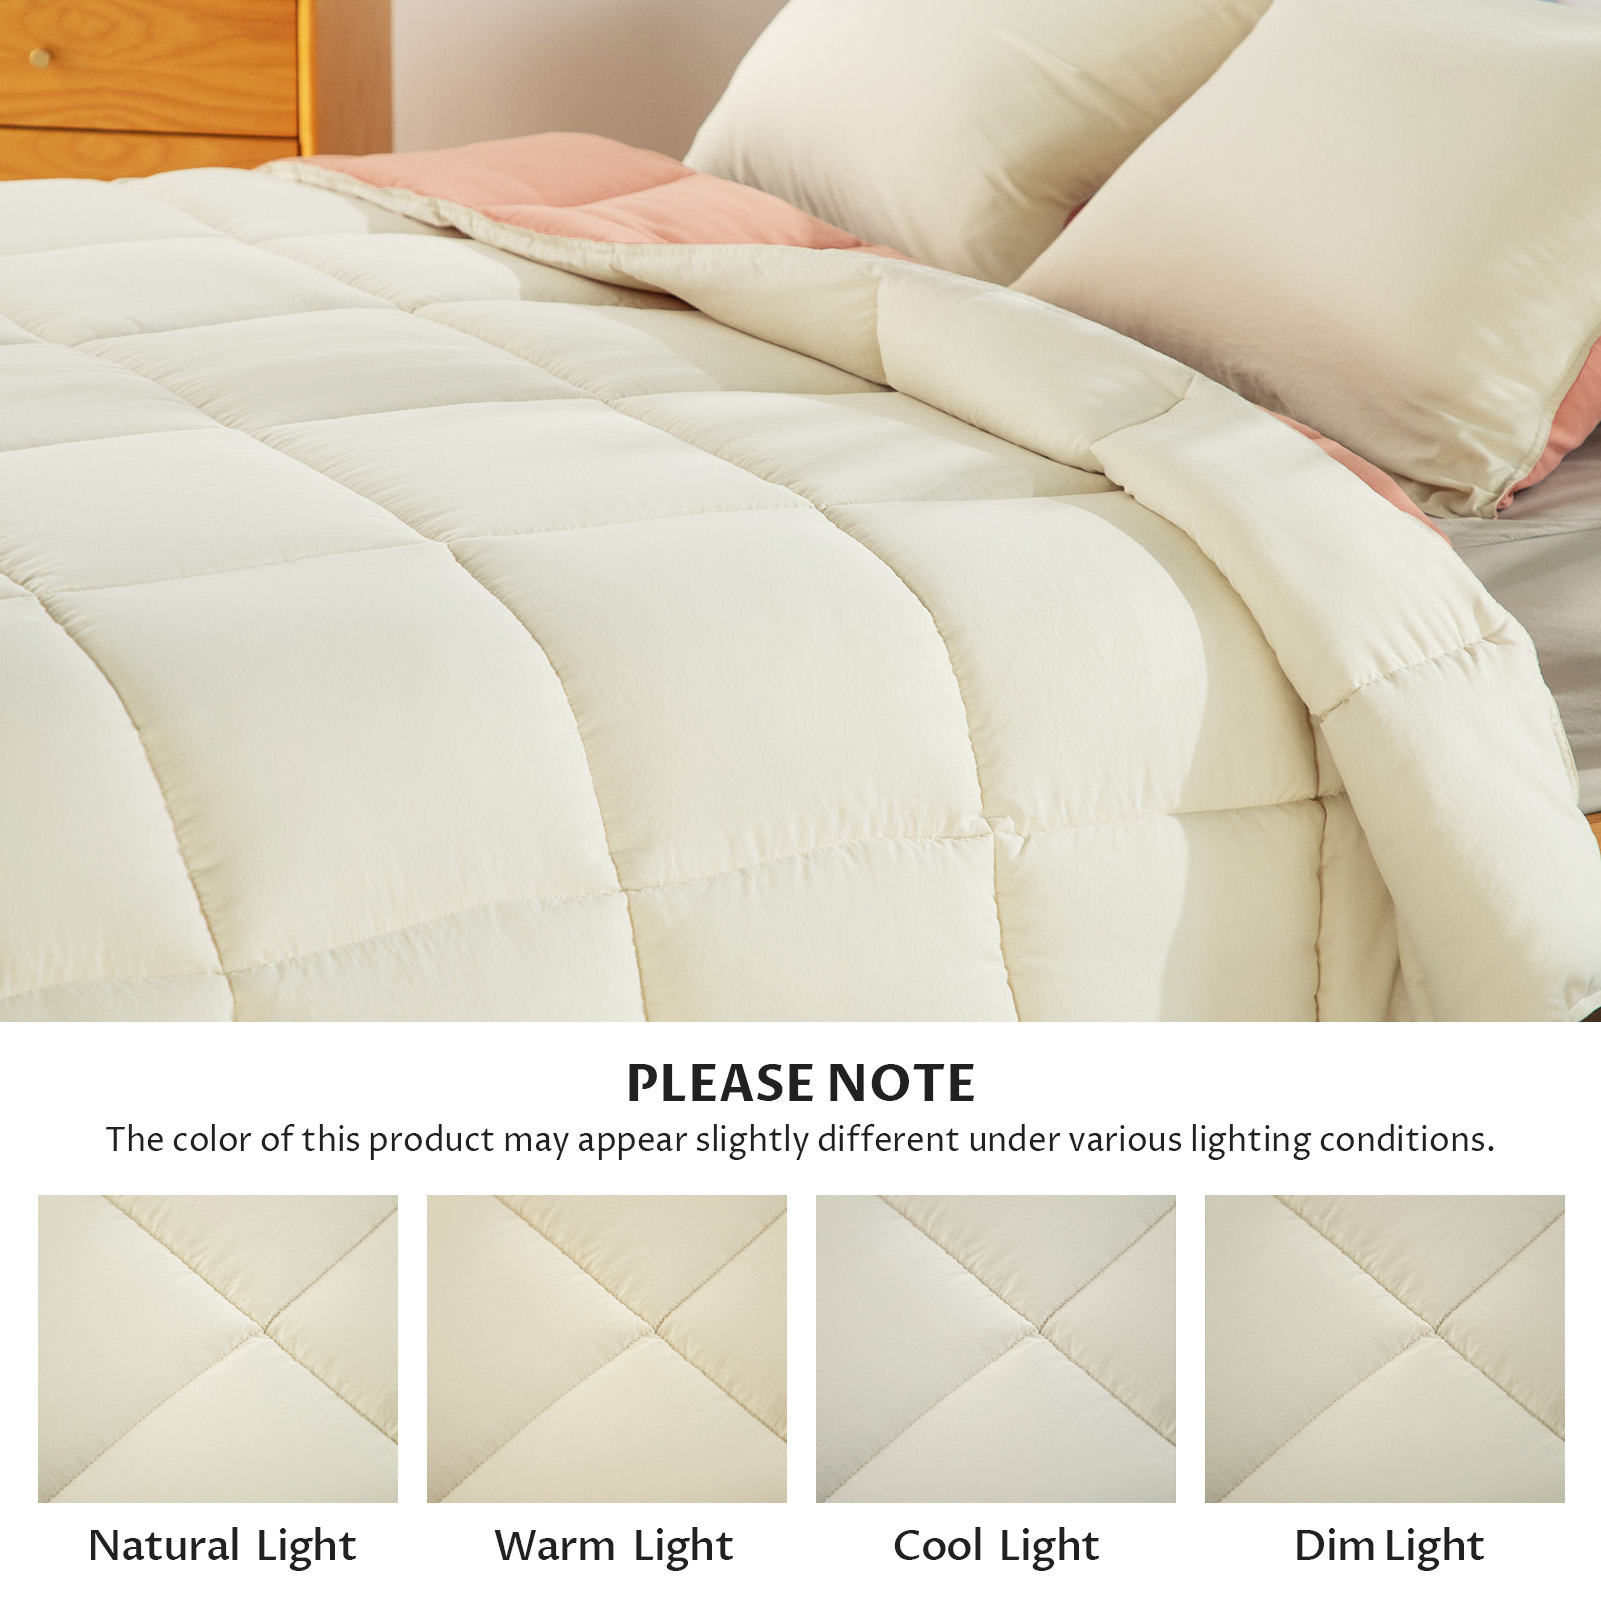 PLEASE NOTE
The color of this product may appear slightly different under various lighting conditions.
Natural Light
Warm Light
Cool Light
Dim Light